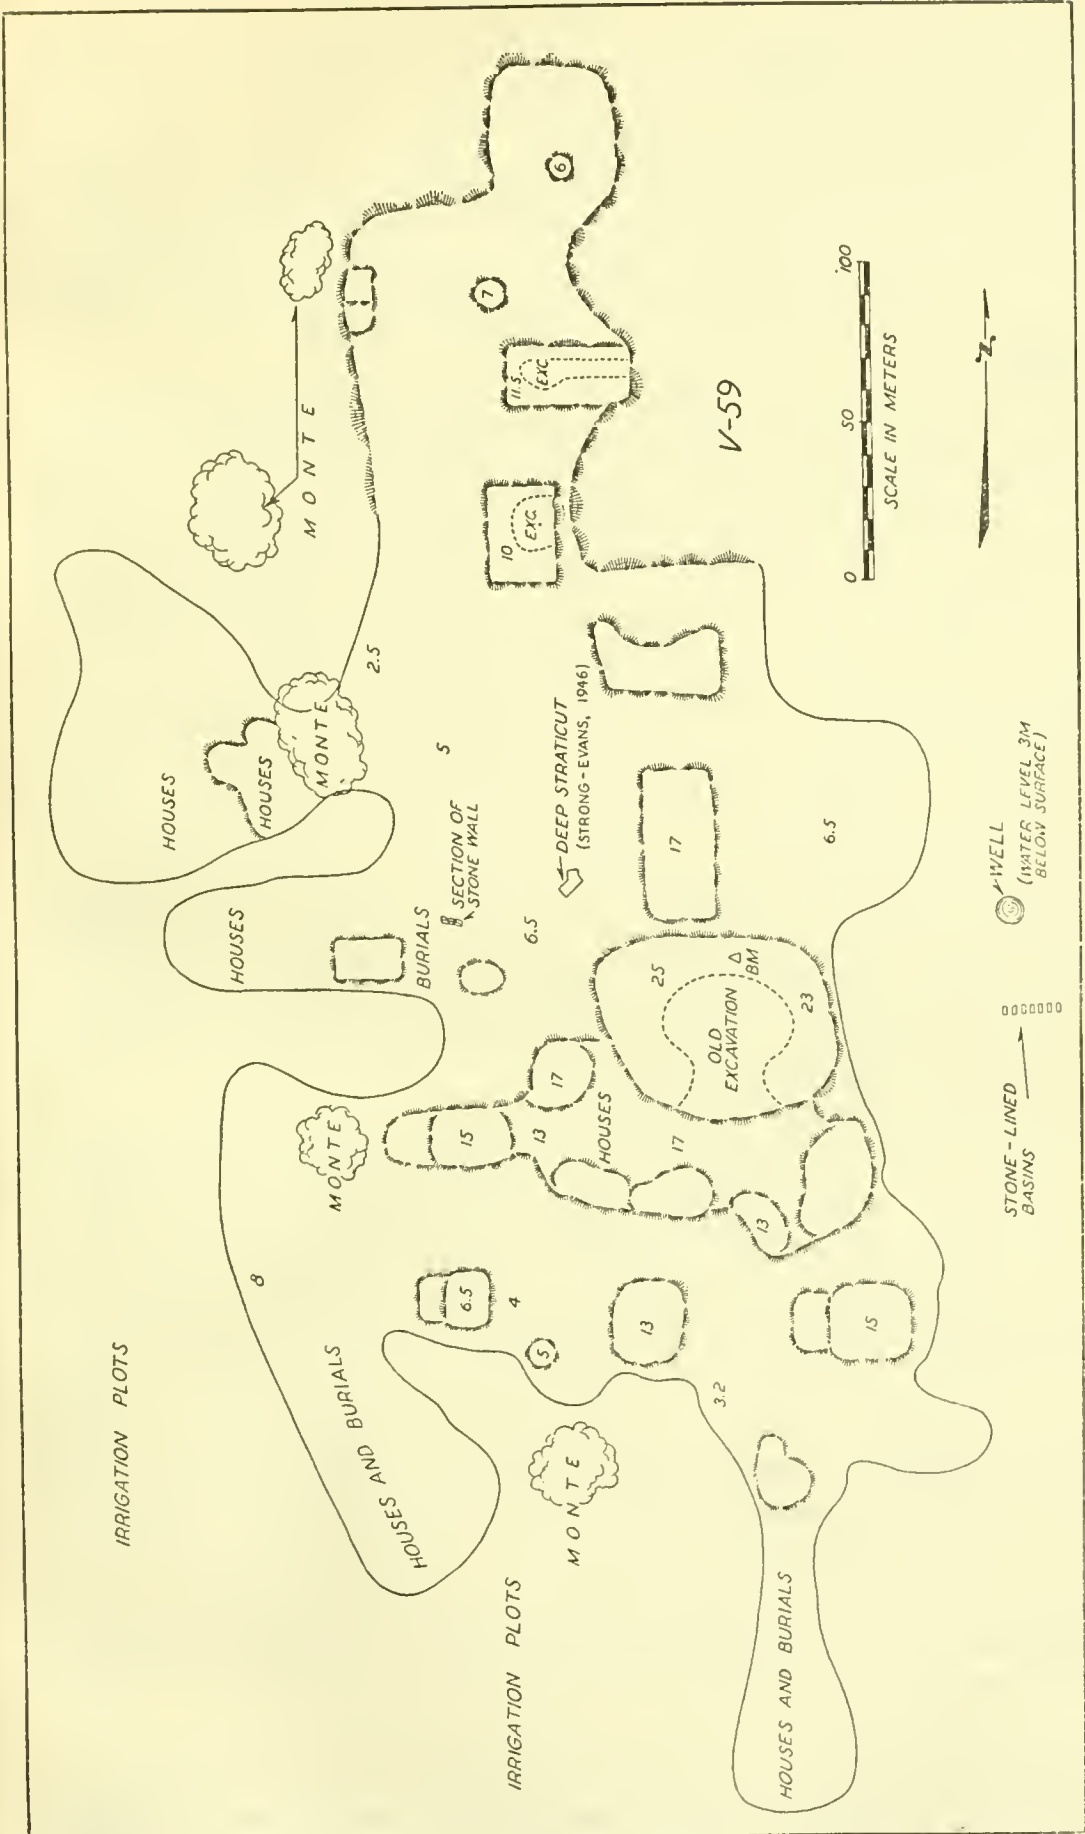 IRRIGATION PLOTS
HOUSES
HOUSES
MONTE
MONTE
HOUSES
8
MONTE
2.5
HOUSES AND BURIALS
BURIALS
SECTION OF
STONE WALL
5
6.5
15
4
13
6.5
DEEP STRATICUT
(STRONG-EVANS, 1946)
10
EXC.
11.5
EXC.
7
6
IRRIGATION PLOTS
MONTE
5
17
HOUSES
17
13
13
25
OLD
EXCAVATION
BM
23
17
3.2
15
6.5
V-59
HOUSES AND BURIALS
0
50
100
SCALE IN METERS
STONE-LINED
BASINS
WELL
(WATER LEVEL 3M
BELOW SURFACE)
N.